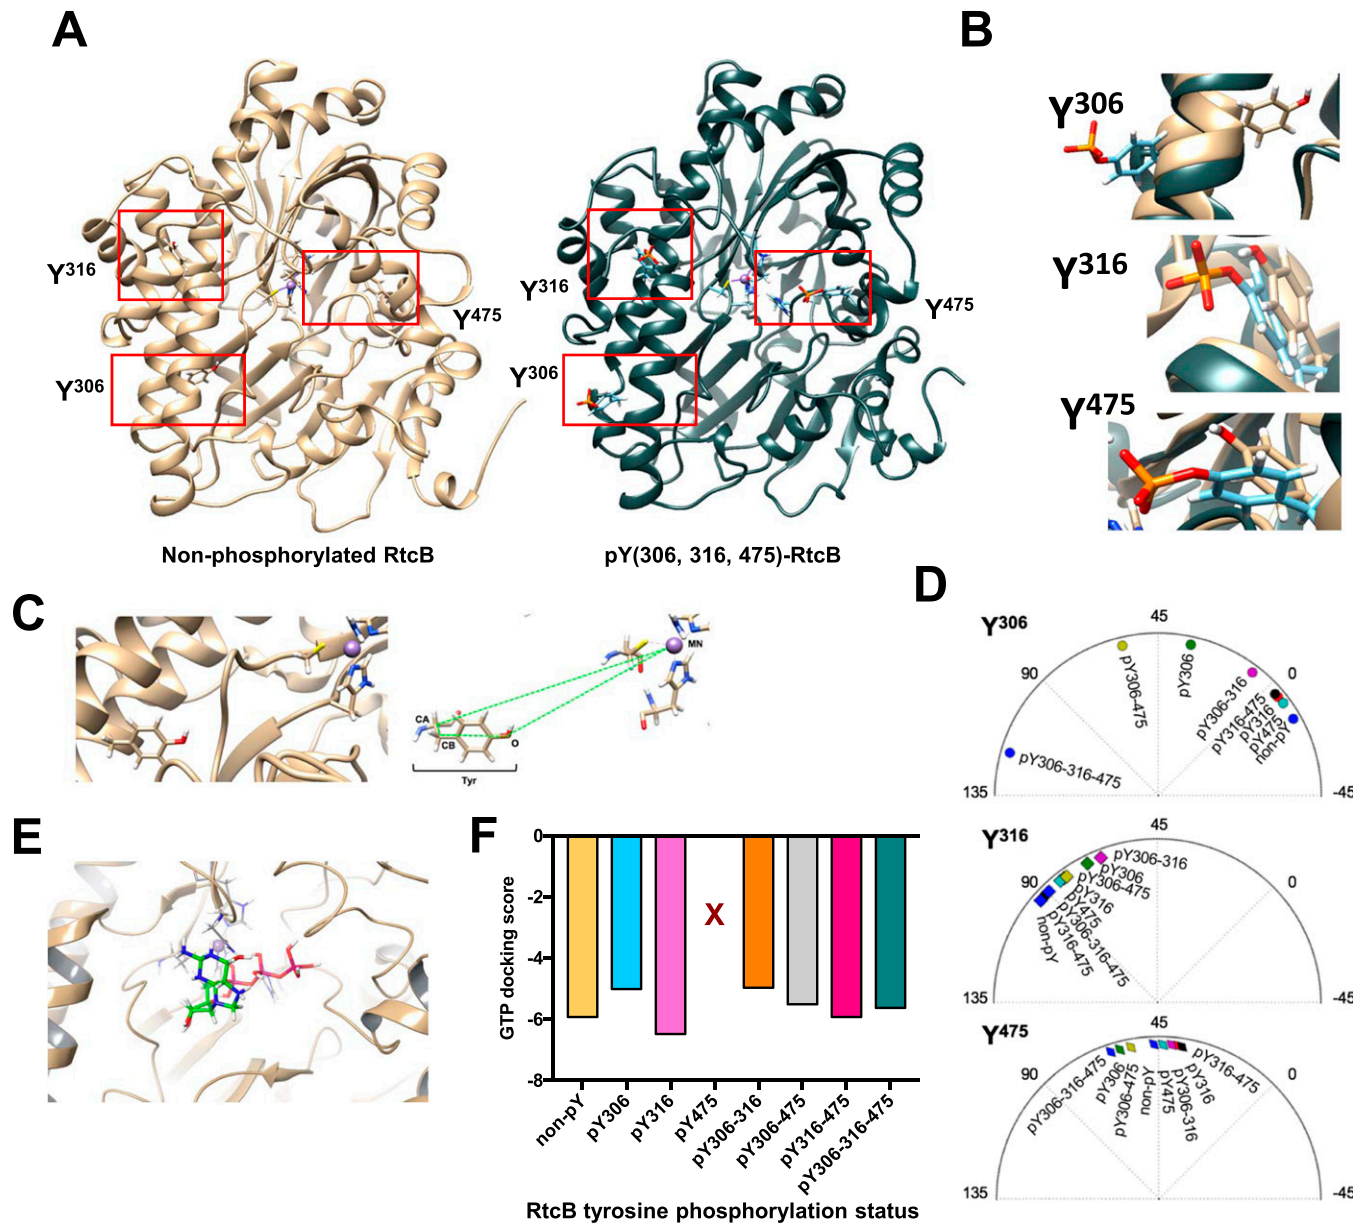 A
Y316
Y306
Y475
Non-phosphorylated RtcB
Y316
Y306
Y475
pY(306, 316, 475)-RtcB
B
Y306
Y316
Y475
C
CA
CB
O
MN
Tyr
D
Y306
45
90
0
135
-45
pY306-316-475
pY306-475
pY306
pY306-316
pY316-475
pY316
pY475
non-pY
Y316
45
90
0
135
-45
pY306-316
pY306
pY306-475
pY316
pY475
pY306-316-475
pY316-475
non-pY
Y475
45
90
0
135
-45
pY306-316-475
pY306
pY306-475
non-pY
pY475
pY306-316
pY316
pY316-475
E
F
GTP docking score
0
-2
-4
-6
-8
X
non-pY
pY306
pY316
pY475
pY306-316
pY306-475
pY316-475
pY306-316-475
RtcB tyrosine phosphorylation status